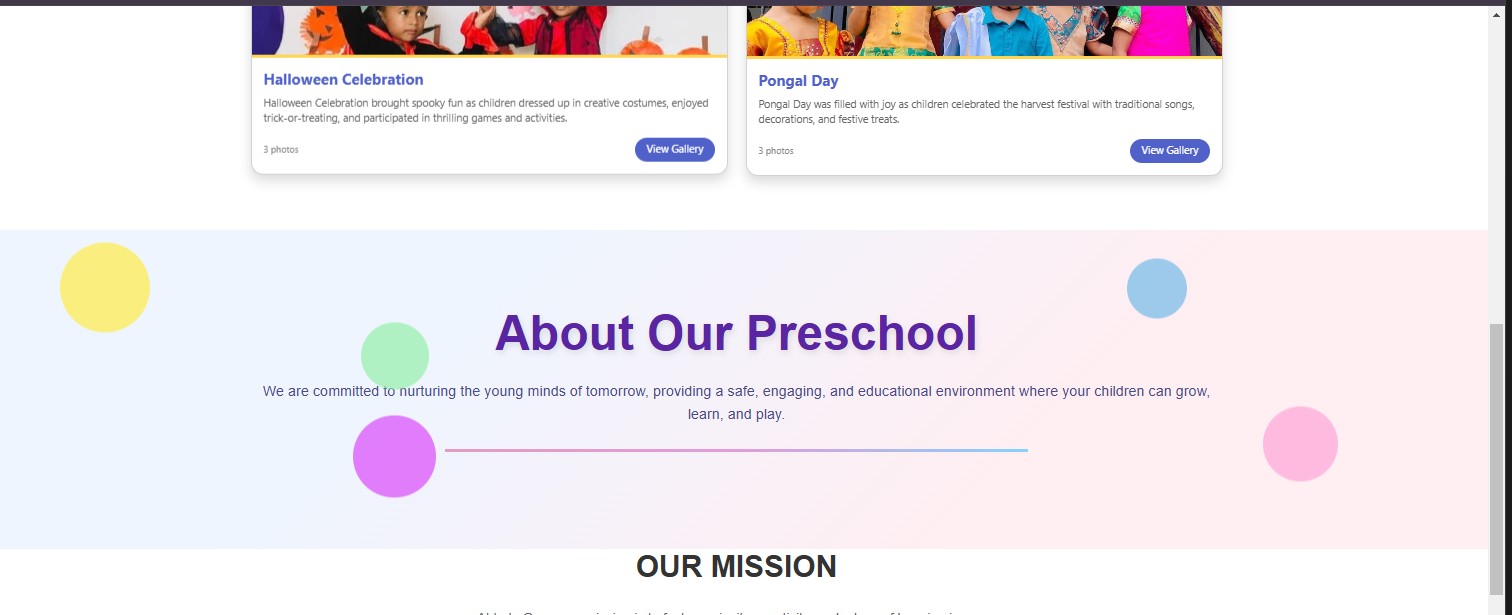 Halloween Celebration
Halloween Celebration brought spooky fun as children dressed up in creative costumes, enjoyed
trick-or-treating, and participated in thrilling games and activities.
3 photos
View Gallery
Pongal Day
Pongal Day was filled with joy as children celebrated the harvest festival with traditional songs,
decorations, and festive treats.
3 photos
View Gallery
About Our Preschool
We are committed to nurturing the young minds of tomorrow, providing a safe, engaging, and educational environment where your children can grow,
learn, and play.
OUR MISSION